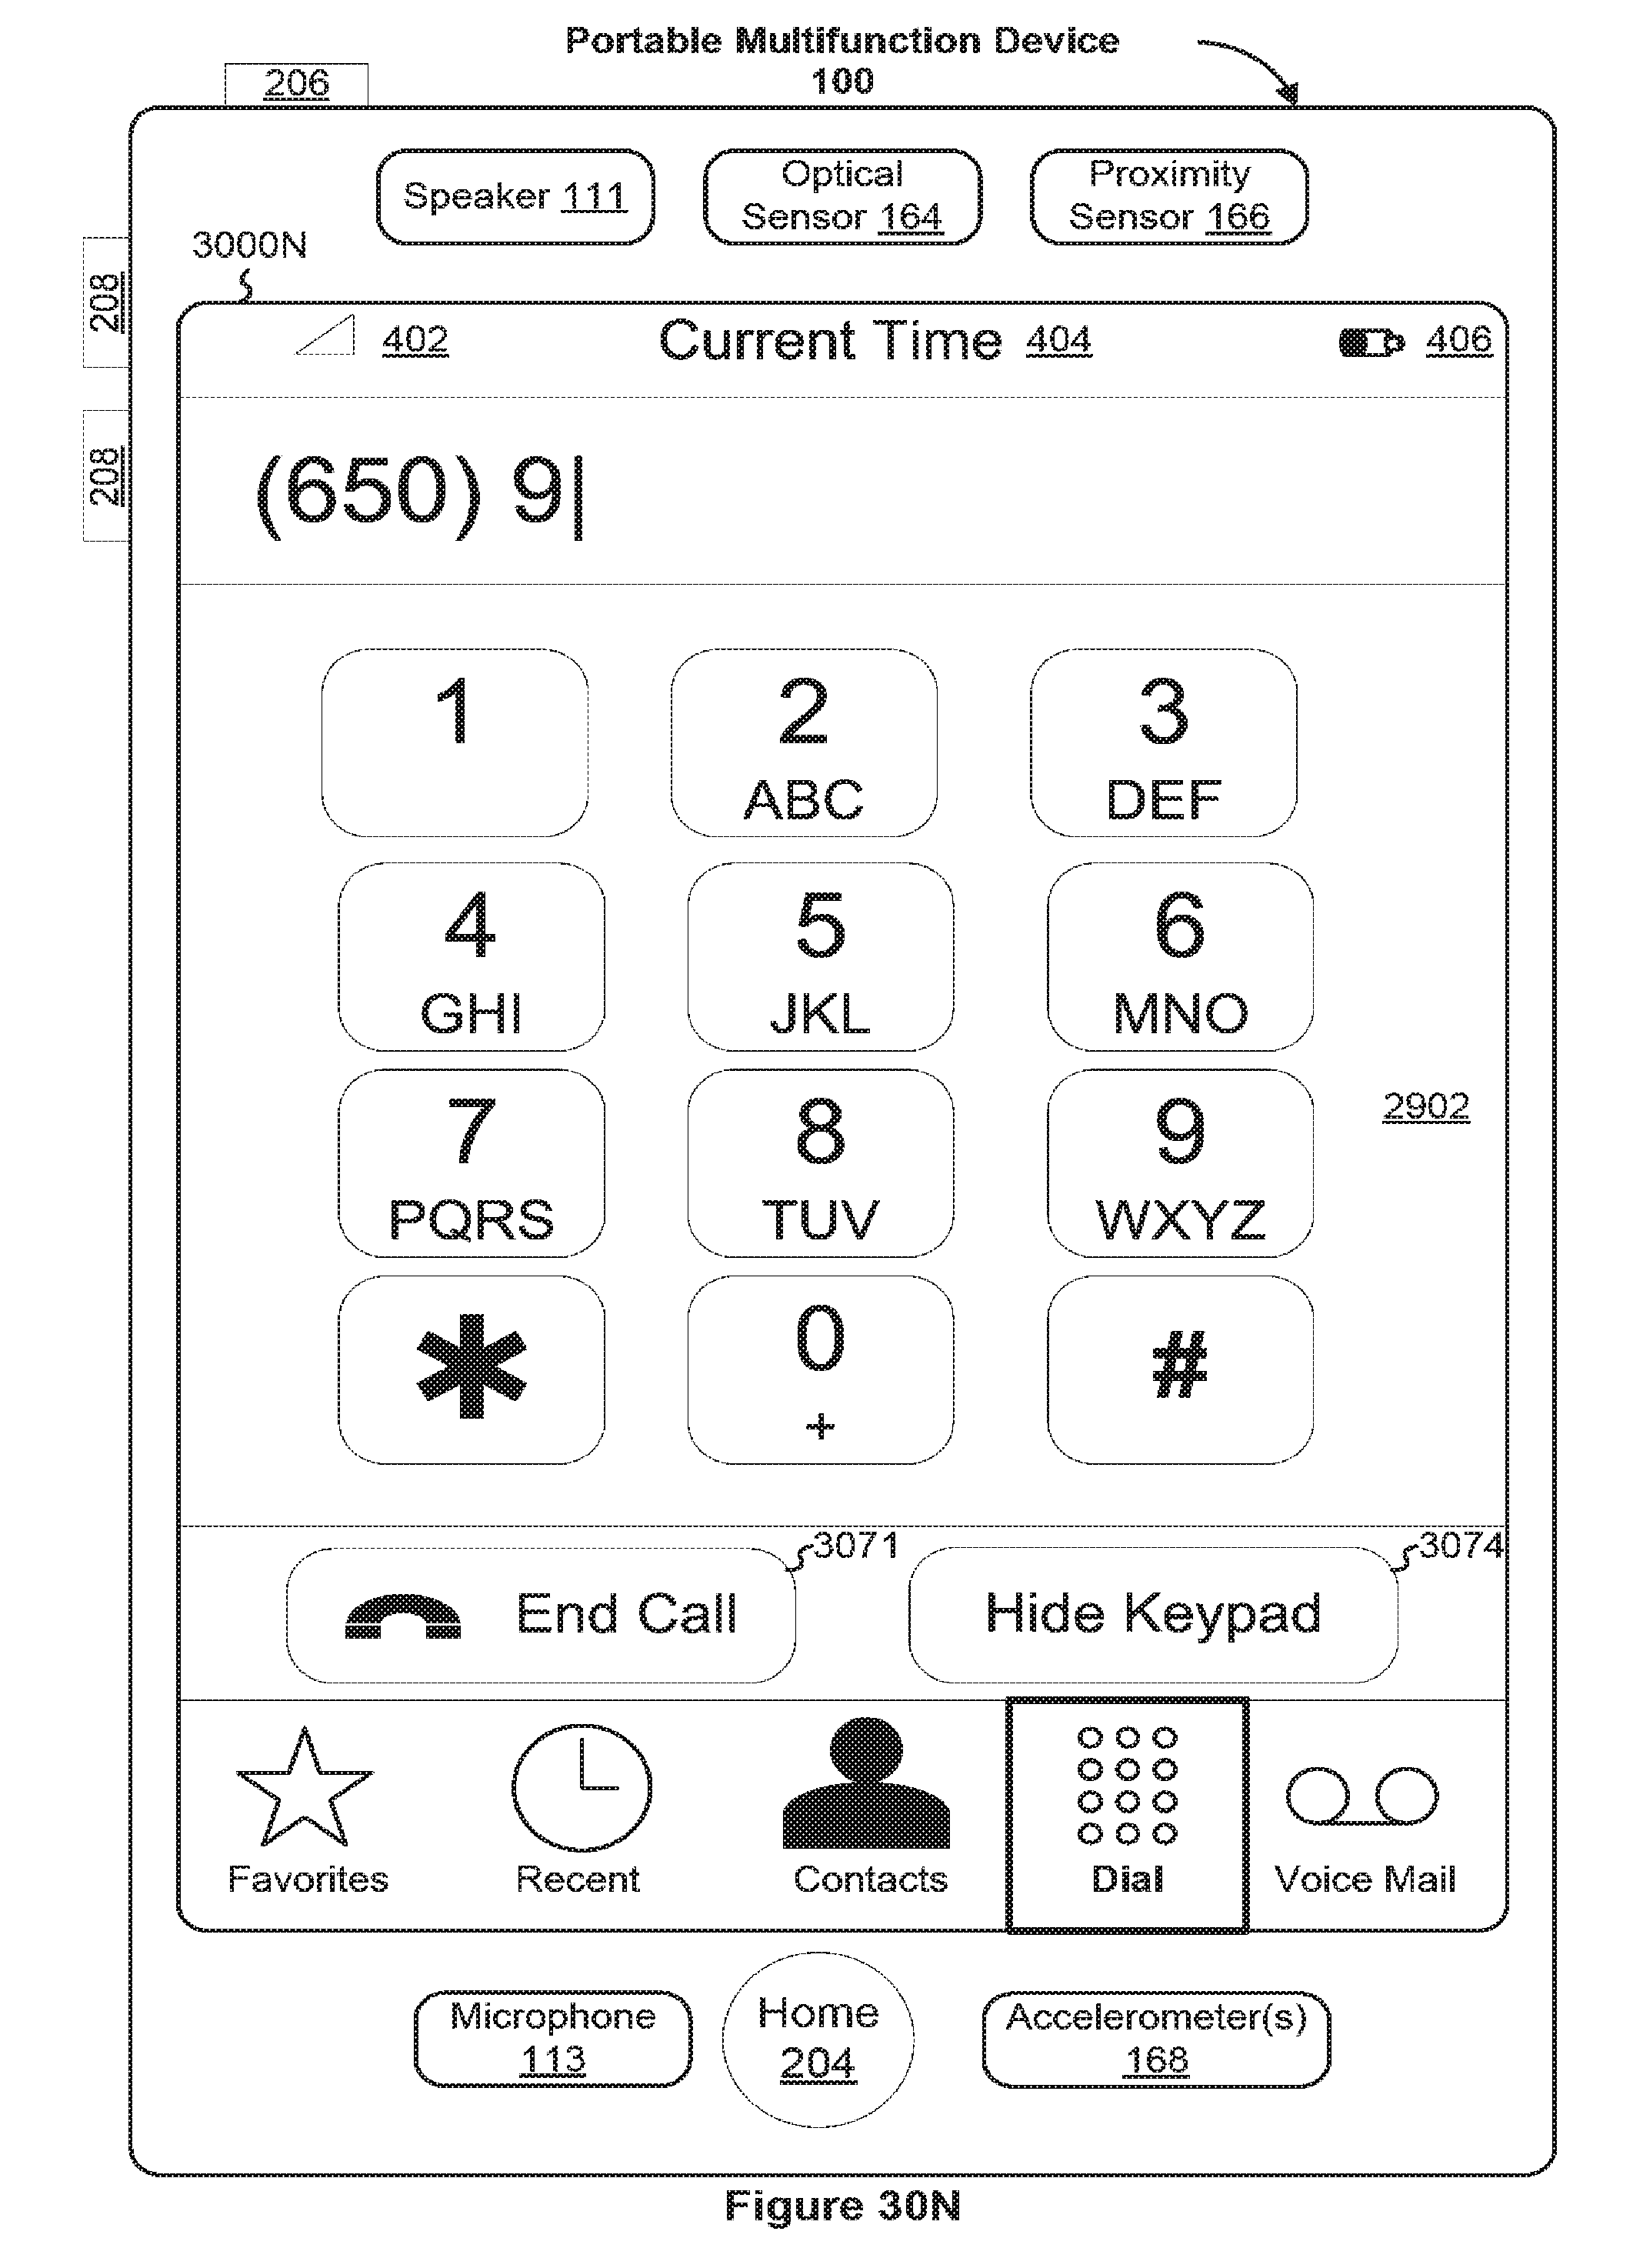 Portable Multifunction Device
100
206
Speaker 111
Optical
Sensor 164
Proximity
Sensor 166
3000N
208
208
402
Current Time 404
406
(650) 9|
1
2
ABC
3
DEF
4
GHI
5
JKL
6
MNO
7
PQRS
8
TUV
9
WXYZ
2902
*
0
+
#
3071
3074
End Call
Hide Keypad
Favorites
Recent
Contacts
Dial
Voice Mail
Microphone
113
Home
204
Accelerometer(s)
168
Figure 30N